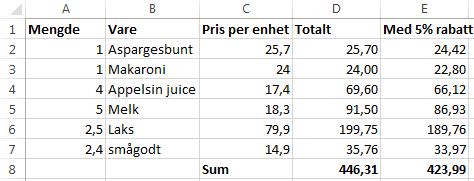 A B C D E
1 Mengde Vare Pris per enhet Totalt Med 5% rabatt
2 1 Aspargesbunt 25,7 25,70 24,42
3 1 Makaroni 24 24,00 22,80
4 4 Appelsin juice 17,4 69,60 66,12
5 5 Melk 18,3 91,50 86,93
6 2,5 Laks 79,9 199,75 189,76
7 2,4 smågodt 14,9 35,76 33,97
8 Sum 446,31 423,99